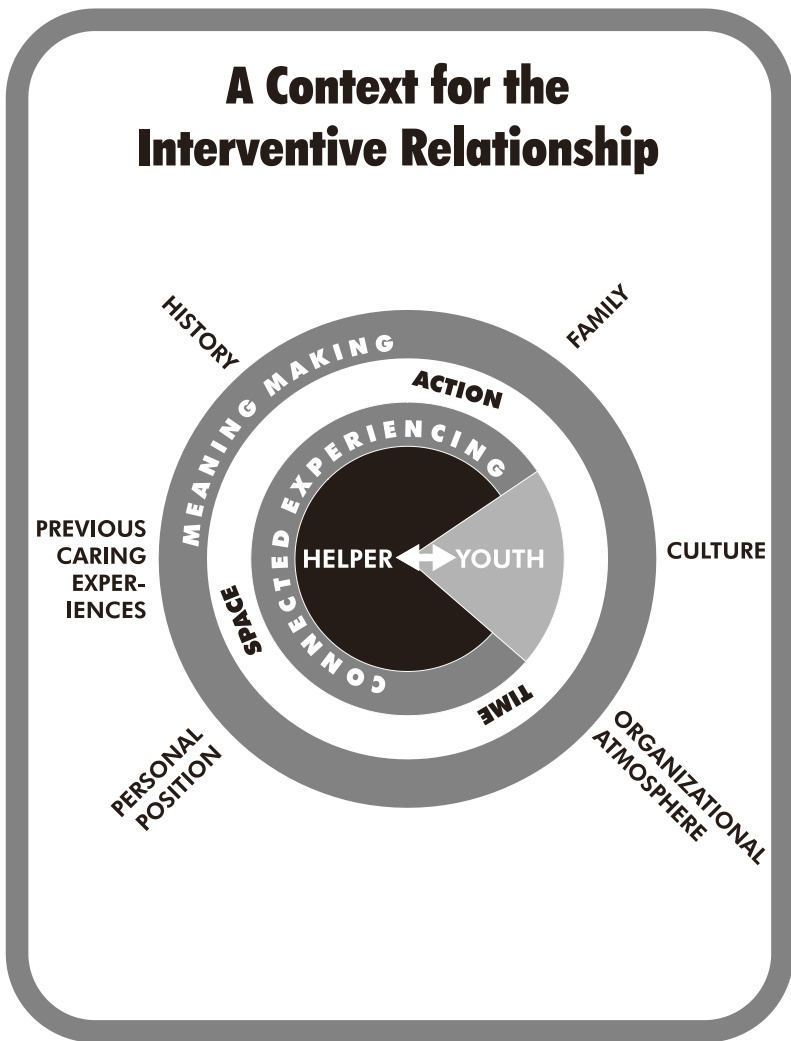 A Context for the
Interventive Relationship
HISTORY
FAMILY
MEANING MAKING
ACTION
CONNECTED EXPERIENCING
PREVIOUS
CARING
EXPER-
IENCES
HELPER
YOUTH
CULTURE
SPACE
TIME
PERSONAL
POSITION
ORGANIZATIONAL
ATMOSPHERE